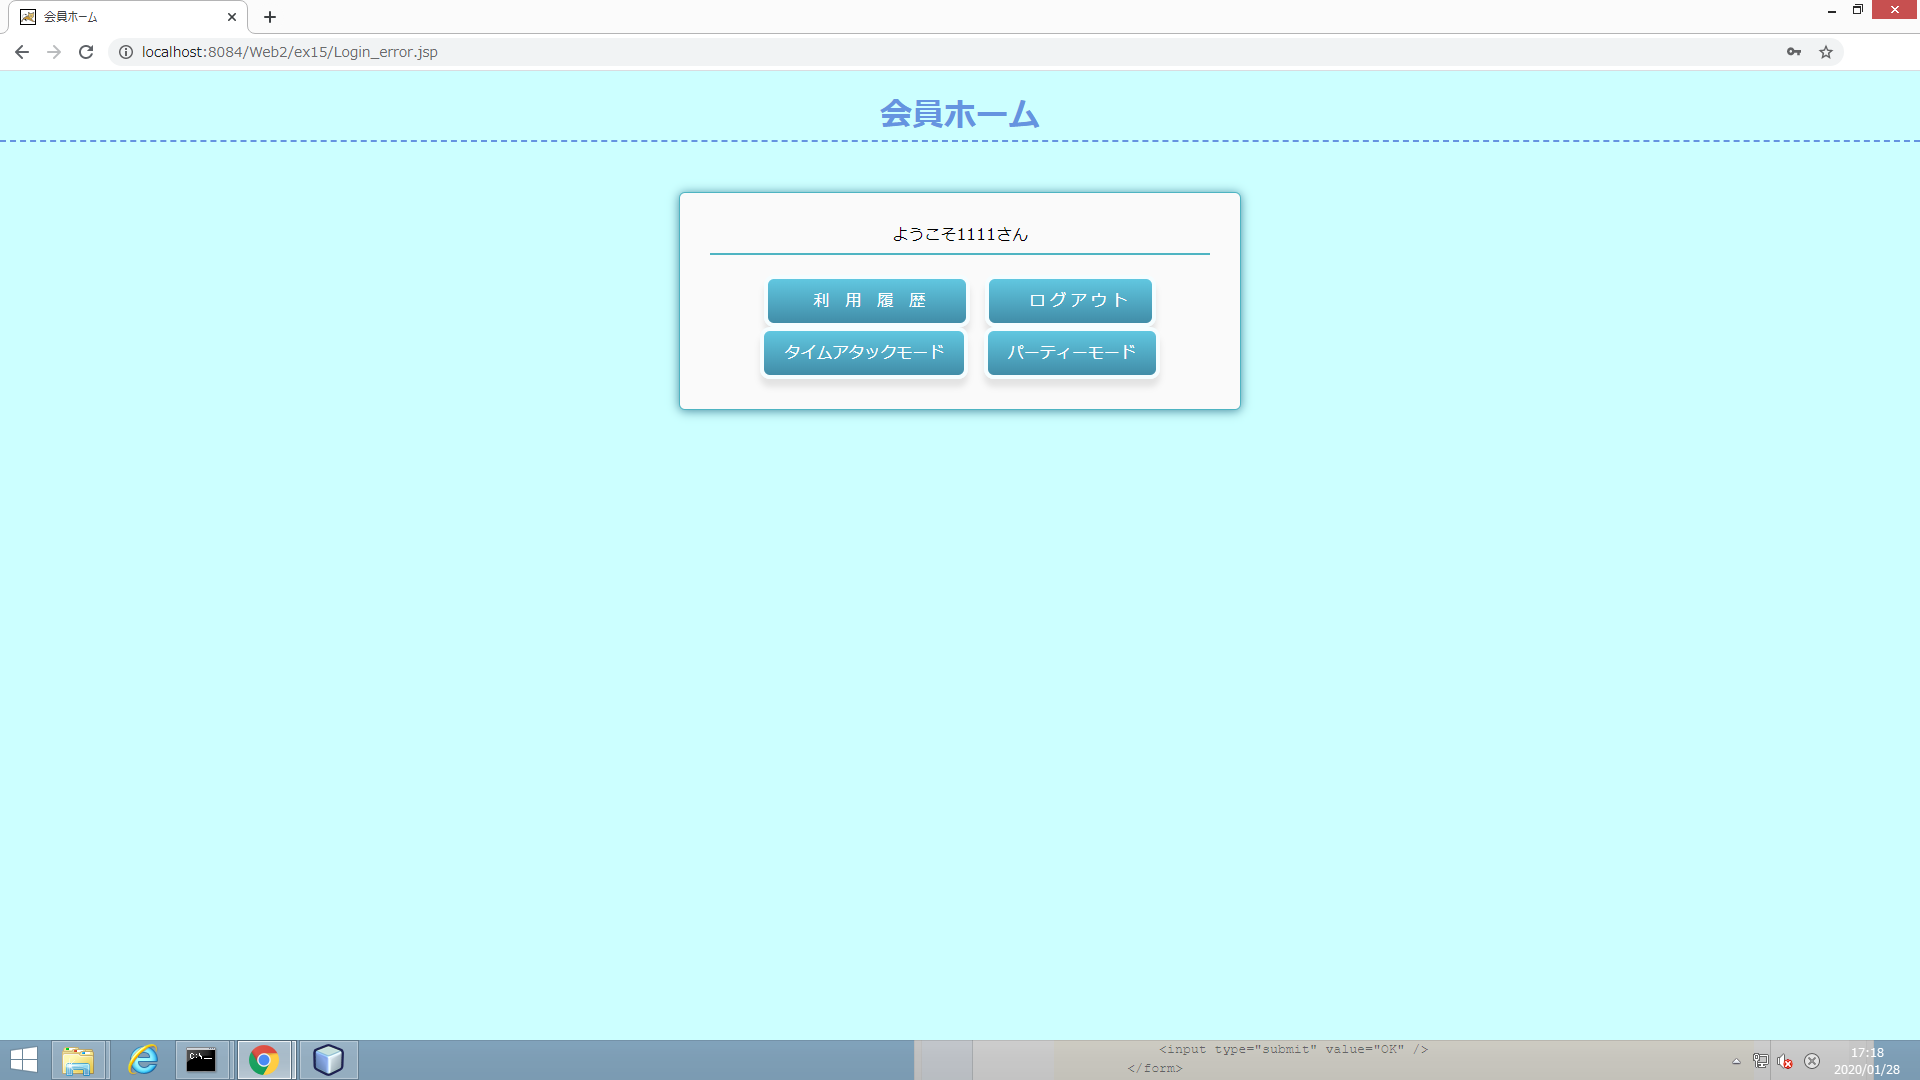 会員ホーム
localhost:8084/Web2/ex15/Login_error.jsp
会員ホーム
ようこそ1111さん
利　用　履　歴
ログアウト
タイムアタックモード
パーティーモード
C:\_
<input type="submit" value="OK" />
</form>
17:18
2020/01/28